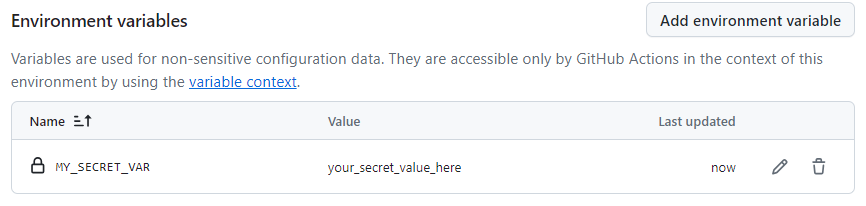 Environment variables
Add environment variable
Variables are used for non-sensitive configuration data. They are accessible only by GitHub Actions in the context of this
environment by using the variable context.
Name Value Last updated
MY_SECRET_VAR your_secret_value_here now